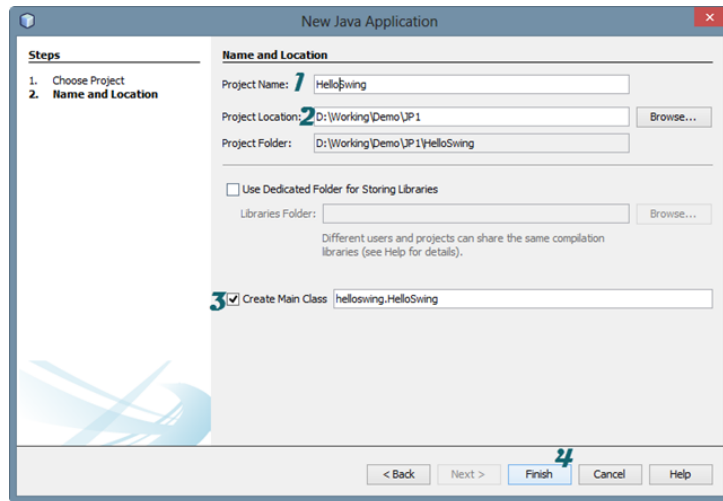 New Java Application
Steps
1. Choose Project
2. Name and Location
Name and Location
Project Name: 1 HelloSwing
Project Location: 2 D:\Working\Demo\JP1 Browse...
Project Folder: D:\Working\Demo\JP1\HelloSwing
Use Dedicated Folder for Storing Libraries
Libraries Folder: Browse...
Different users and projects can share the same compilation
libraries (see Help for details).
3 Create Main Class helloswing.HelloSwing
4
< Back Next > Finish Cancel Help